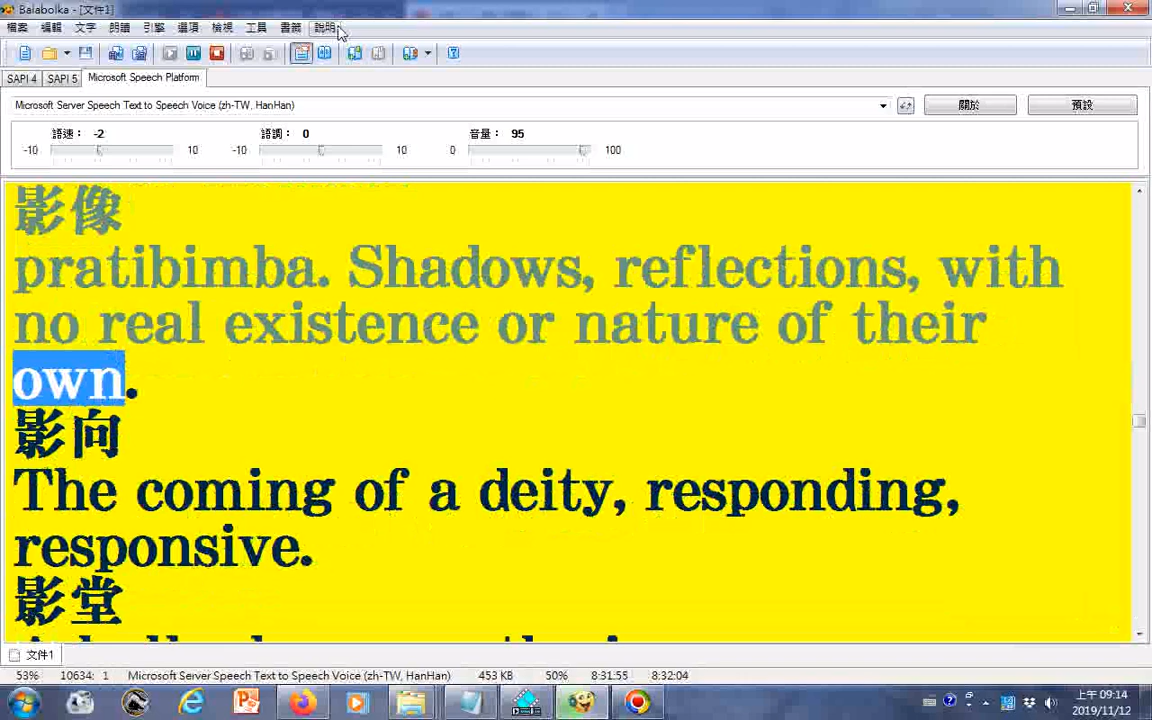 Balabolka - [文件1]
檔案 編輯 文字 朗讀 引擎 選項 檢視 工具 書籤 說明
SAPI 4 SAPI 5 Microsoft Speech Platform
Microsoft Server Speech Text to Speech Voice (zh-TW, HanHan) 關於 預設
語速： -2 語調： 0 音量： 95
-10 10 -10 10 0 100
影像
pratibimba. Shadows, reflections, with
no real existence or nature of their
own.
影向
The coming of a deity, responding,
responsive.
影堂
文件1
53% 10634: 1 Microsoft Server Speech Text to Speech Voice (zh-TW, HanHan) 453 KB 50% 8:31:55 8:32:04
上午 09:14
2019/11/12